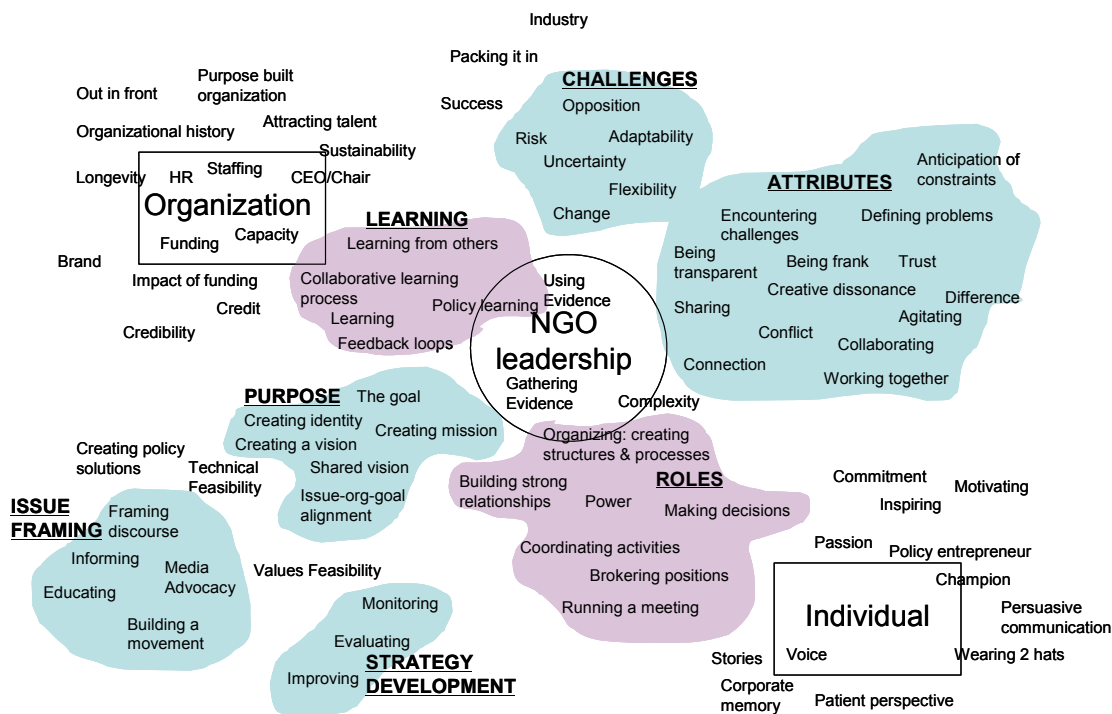 Industry
Packing it in
Success
CHALLENGES
Opposition
Risk
Adaptability
Uncertainty
Flexibility
Change
Out in front
Purpose built
organization
Organizational history
Attracting talent
Sustainability
Longevity
HR
Staffing
CEO/Chair
Organization
Funding
Capacity
Brand
Impact of funding
Credit
Credibility
LEARNING
Learning from others
Collaborative learning
process
Policy learning
Learning
Feedback loops
Using
Evidence
NGO
leadership
Gathering
Evidence
Complexity
ATTRIBUTES
Anticipation of
constraints
Encountering
challenges
Defining problems
Being
transparent
Being frank
Trust
Creative dissonance
Sharing
Difference
Agitating
Conflict
Collaborating
Connection
Working together
PURPOSE
The goal
Creating identity
Creating mission
Creating a vision
Shared vision
Issue-org-goal
alignment
Creating policy
solutions
Technical
Feasibility
ISSUE
FRAMING
Framing
discourse
Informing
Media
Advocacy
Educating
Building a
movement
Values Feasibility
Monitoring
Evaluating
Improving
STRATEGY
DEVELOPMENT
Organizing: creating
structures & processes
Building strong
relationships
ROLES
Power
Making decisions
Coordinating activities
Brokering positions
Running a meeting
Commitment
Motivating
Inspiring
Passion
Policy entrepreneur
Champion
Individual
Persuasive
communication
Voice
Wearing 2 hats
Stories
Corporate
memory
Patient perspective